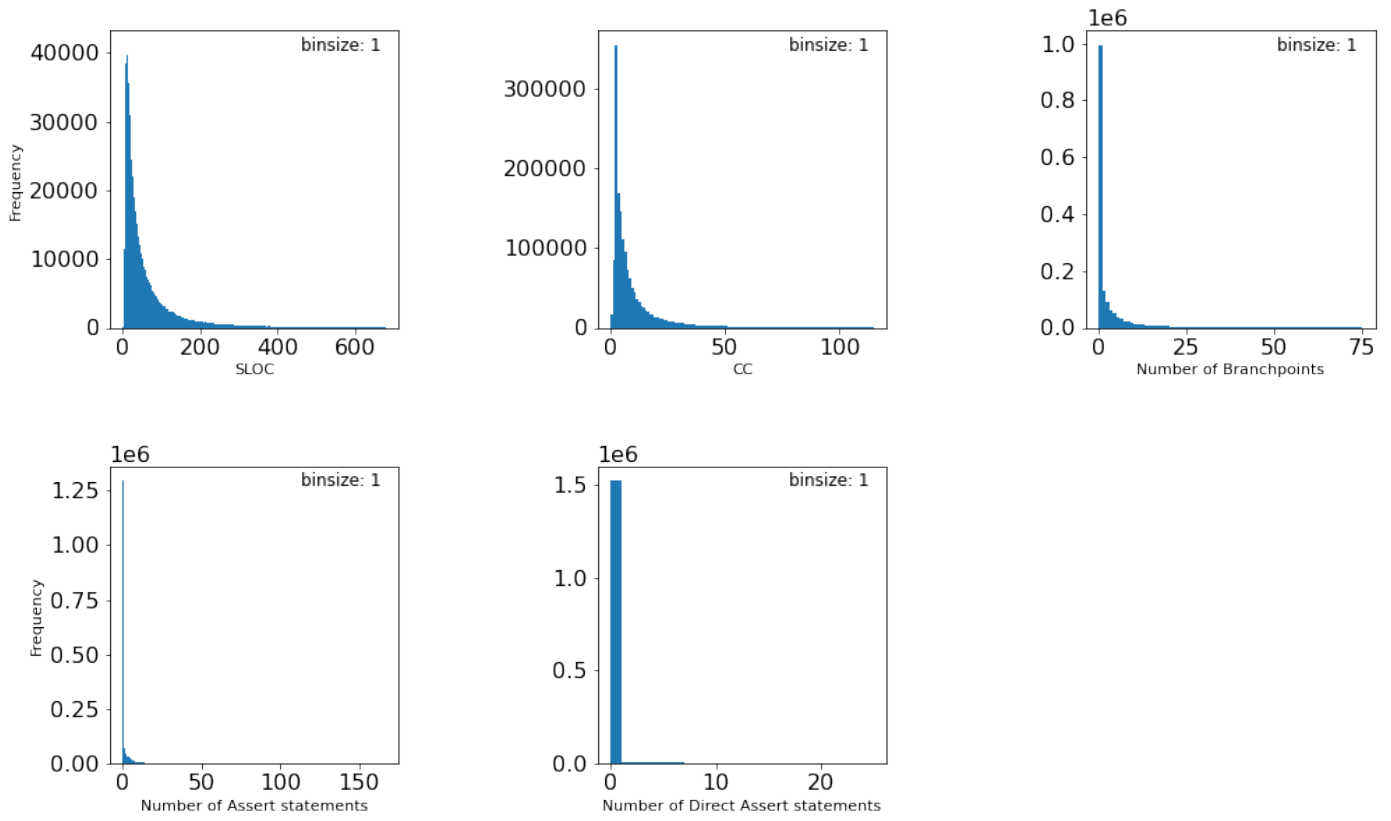 1e6
binsize: 1
binsize: 1
binsize: 1
Frequency
40000
30000
20000
10000
0
0 200 400 600
SLOC
300000
200000
100000
0
0 50 100
CC
1.0
0.8
0.6
0.4
0.2
0.0
0 25 50 75
Number of Branchpoints
1e6
1e6
binsize: 1
binsize: 1
Frequency
1.25
1.00
0.75
0.50
0.25
0.00
0 50 100 150
Number of Assert statements
1.5
1.0
0.5
0.0
0 10 20
Number of Direct Assert statements